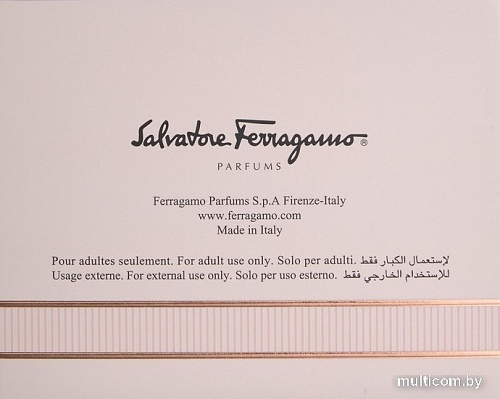 Salvatore Ferragamo®
PARFUMS
Ferragamo Parfums S.p.A Firenze-Italy
www.ferragamo.com
Made in Italy
Pour adultes seulement. For adult use only. Solo per adulti. لإستعمال الكبار فقط
Usage externe. For external use only. Solo per uso esterno. للإستخدام الخارجي فقط
multicom.by